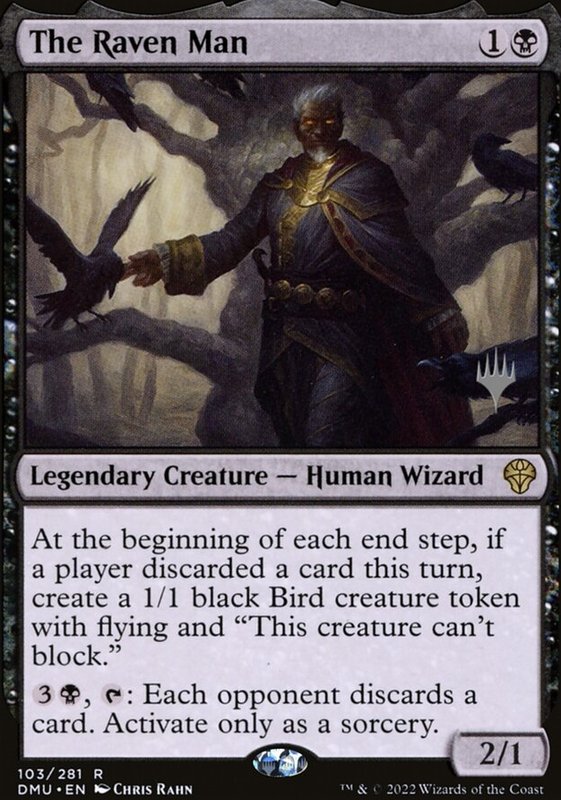 The Raven Man 1
Legendary Creature — Human Wizard
At the beginning of each end step, if
a player discarded a card this turn,
create a 1/1 black Bird creature token
with flying and “This creature can’t
block.”
3 , : Each opponent discards a
card. Activate only as a sorcery.
2/1
103/281 R
DMU • EN Chris Rahn
™ & © 2022 Wizards of the Coast